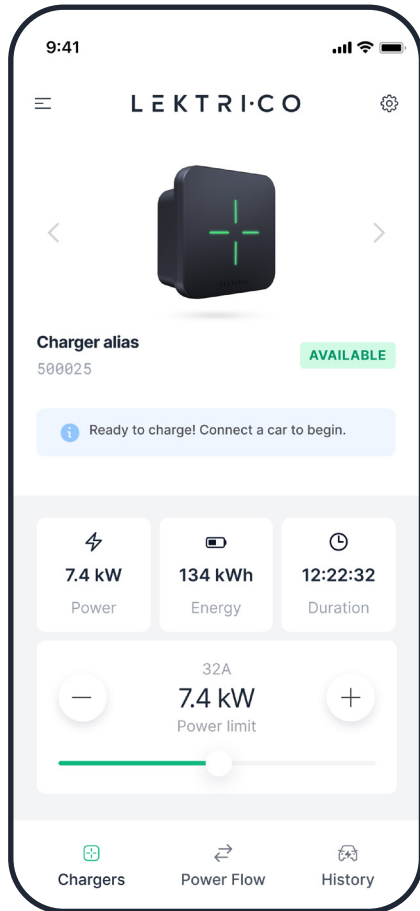 9:41
LEKTRI·CO
Charger alias
500025
AVAILABLE
Ready to charge! Connect a car to begin.
7.4 kW
Power
134 kWh
Energy
12:22:32
Duration
32A
7.4 kW
Power limit
Chargers
Power Flow
History